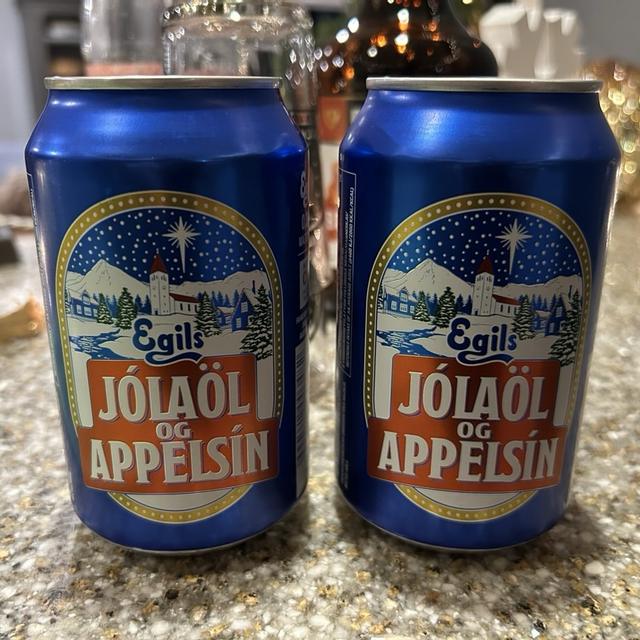 Egils
JÓLAÖL
OG
APPELSÍN
Egils
JÓLAÖL
OG
APPELSÍN